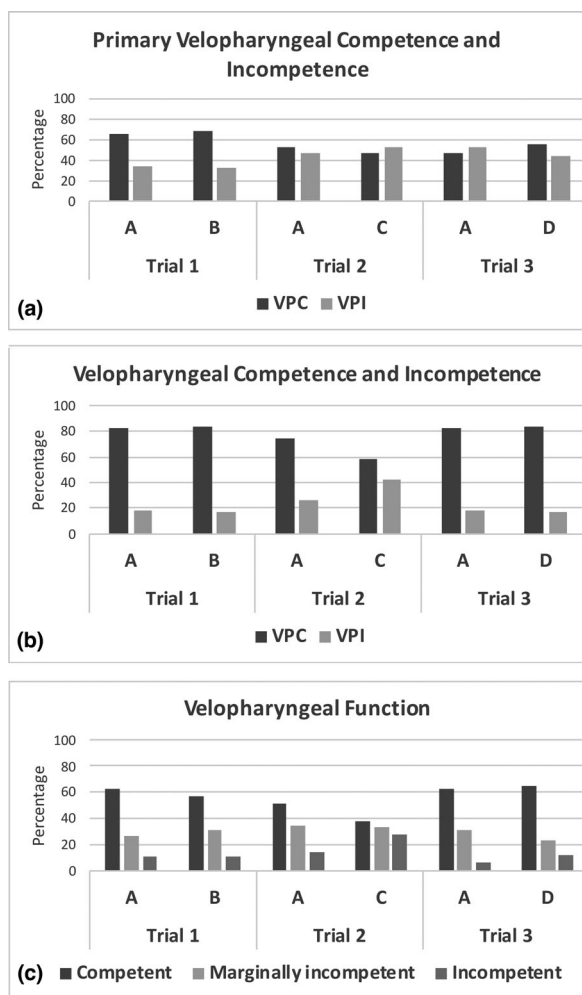 Primary Velopharyngeal Competence and
Incompetence
100
80
60
40
20
0
Percentage
A B A C A D
Trial 1 Trial 2 Trial 3
(a)
VPC VPI
Velopharyngeal Competence and Incompetence
100
80
60
40
20
0
Percentage
A B A C A D
Trial 1 Trial 2 Trial 3
(b)
VPC VPI
Velopharyngeal Function
100
80
60
40
20
0
Percentage
A B A C A D
Trial 1 Trial 2 Trial 3
(c) Competent Marginally incompetent Incompetent